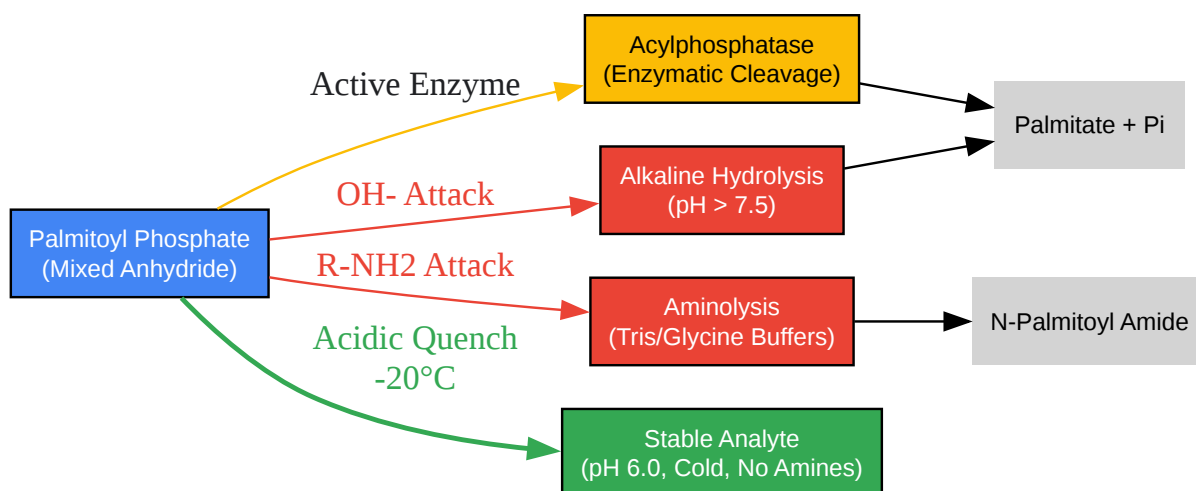 Acylphosphatase
(Enzymatic Cleavage)
Active Enzyme
Palmitate + Pi
Alkaline Hydrolysis
(pH > 7.5)
OH- Attack
Palmitoyl Phosphate
(Mixed Anhydride)
R-NH2 Attack
Aminolysis
(Tris/Glycine Buffers)
N-Palmitoyl Amide
Acidic Quench
-20°C
Stable Analyte
(pH 6.0, Cold, No Amines)